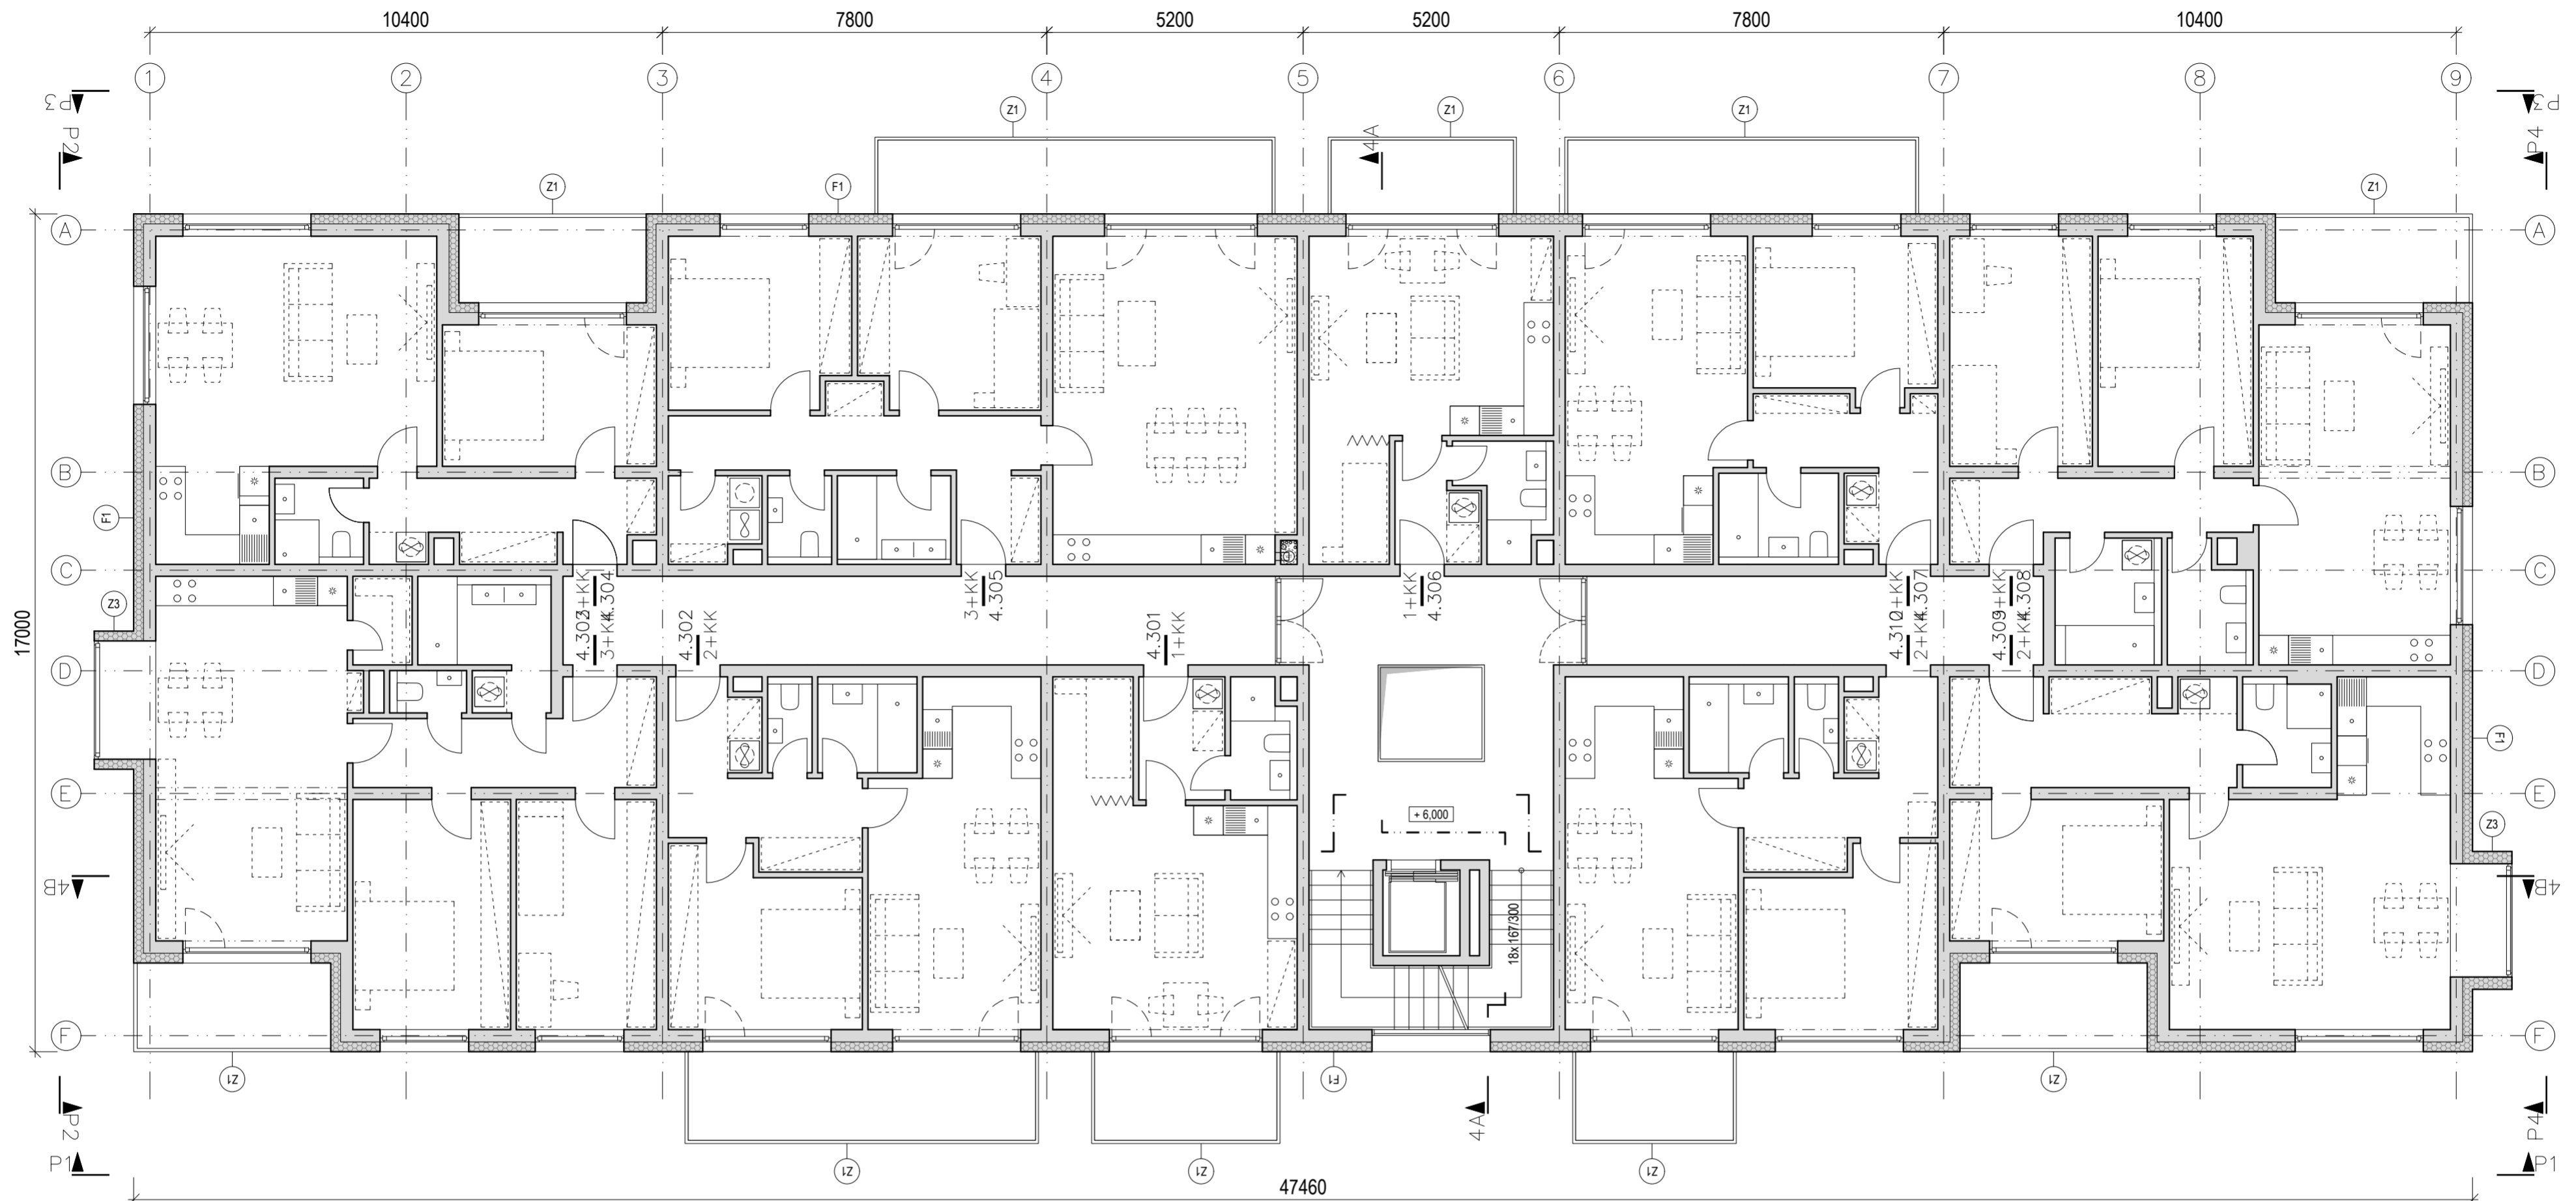 10400
7800
5200
5200
7800
10400
1
2
3
4
5
6
7
8
9
P3
P3
P2
P4
Z1
Z1
Z1
4A
Z1
F1
Z1
A
A
B
B
F1
C
C
Z3
17000
2+KK
4.304
3+KK
4.305
1+KK
4.306
2+KK
4.307
3+KK
4.308
4.303
3+KK
4.302
2+KK
4.301
1+KK
4.310
2+KK
4.309
2+KK
D
D
F1
E
E
+ 6,000
Z3
4B
4B
18x167/300
F
F
Z1
F1
Z1
P2
4A
P4
P1
Z1
Z1
Z1
P1
47460